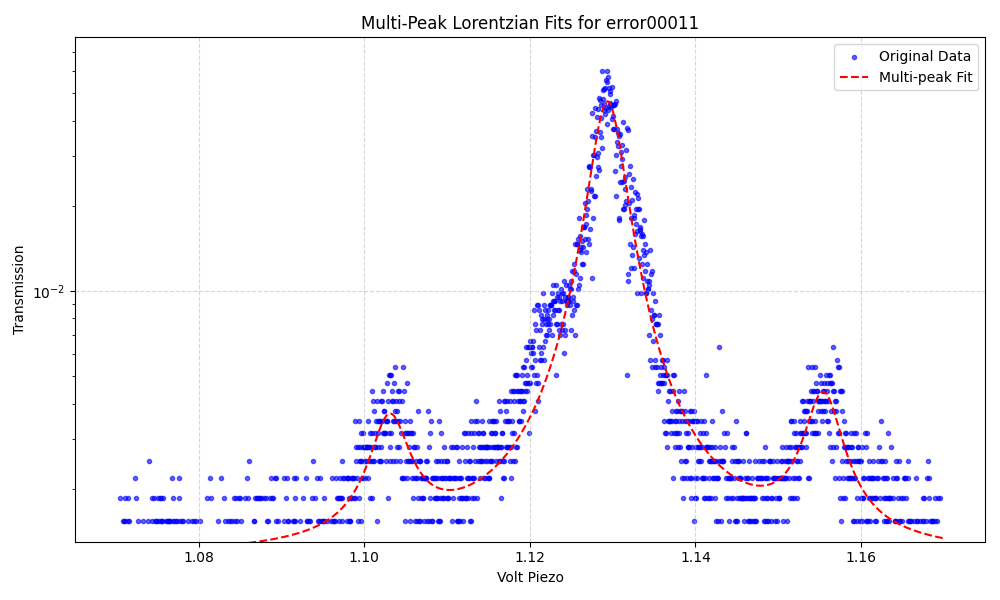 Multi-Peak Lorentzian Fits for error00011
Original Data
Multi-peak Fit
Transmission
10⁻²
1.08 1.10 1.12 1.14 1.16
Volt Piezo